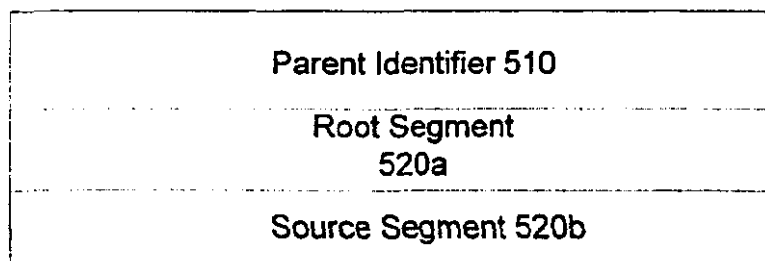 Parent Identifier 510
Root Segment
520a
Source Segment 520b